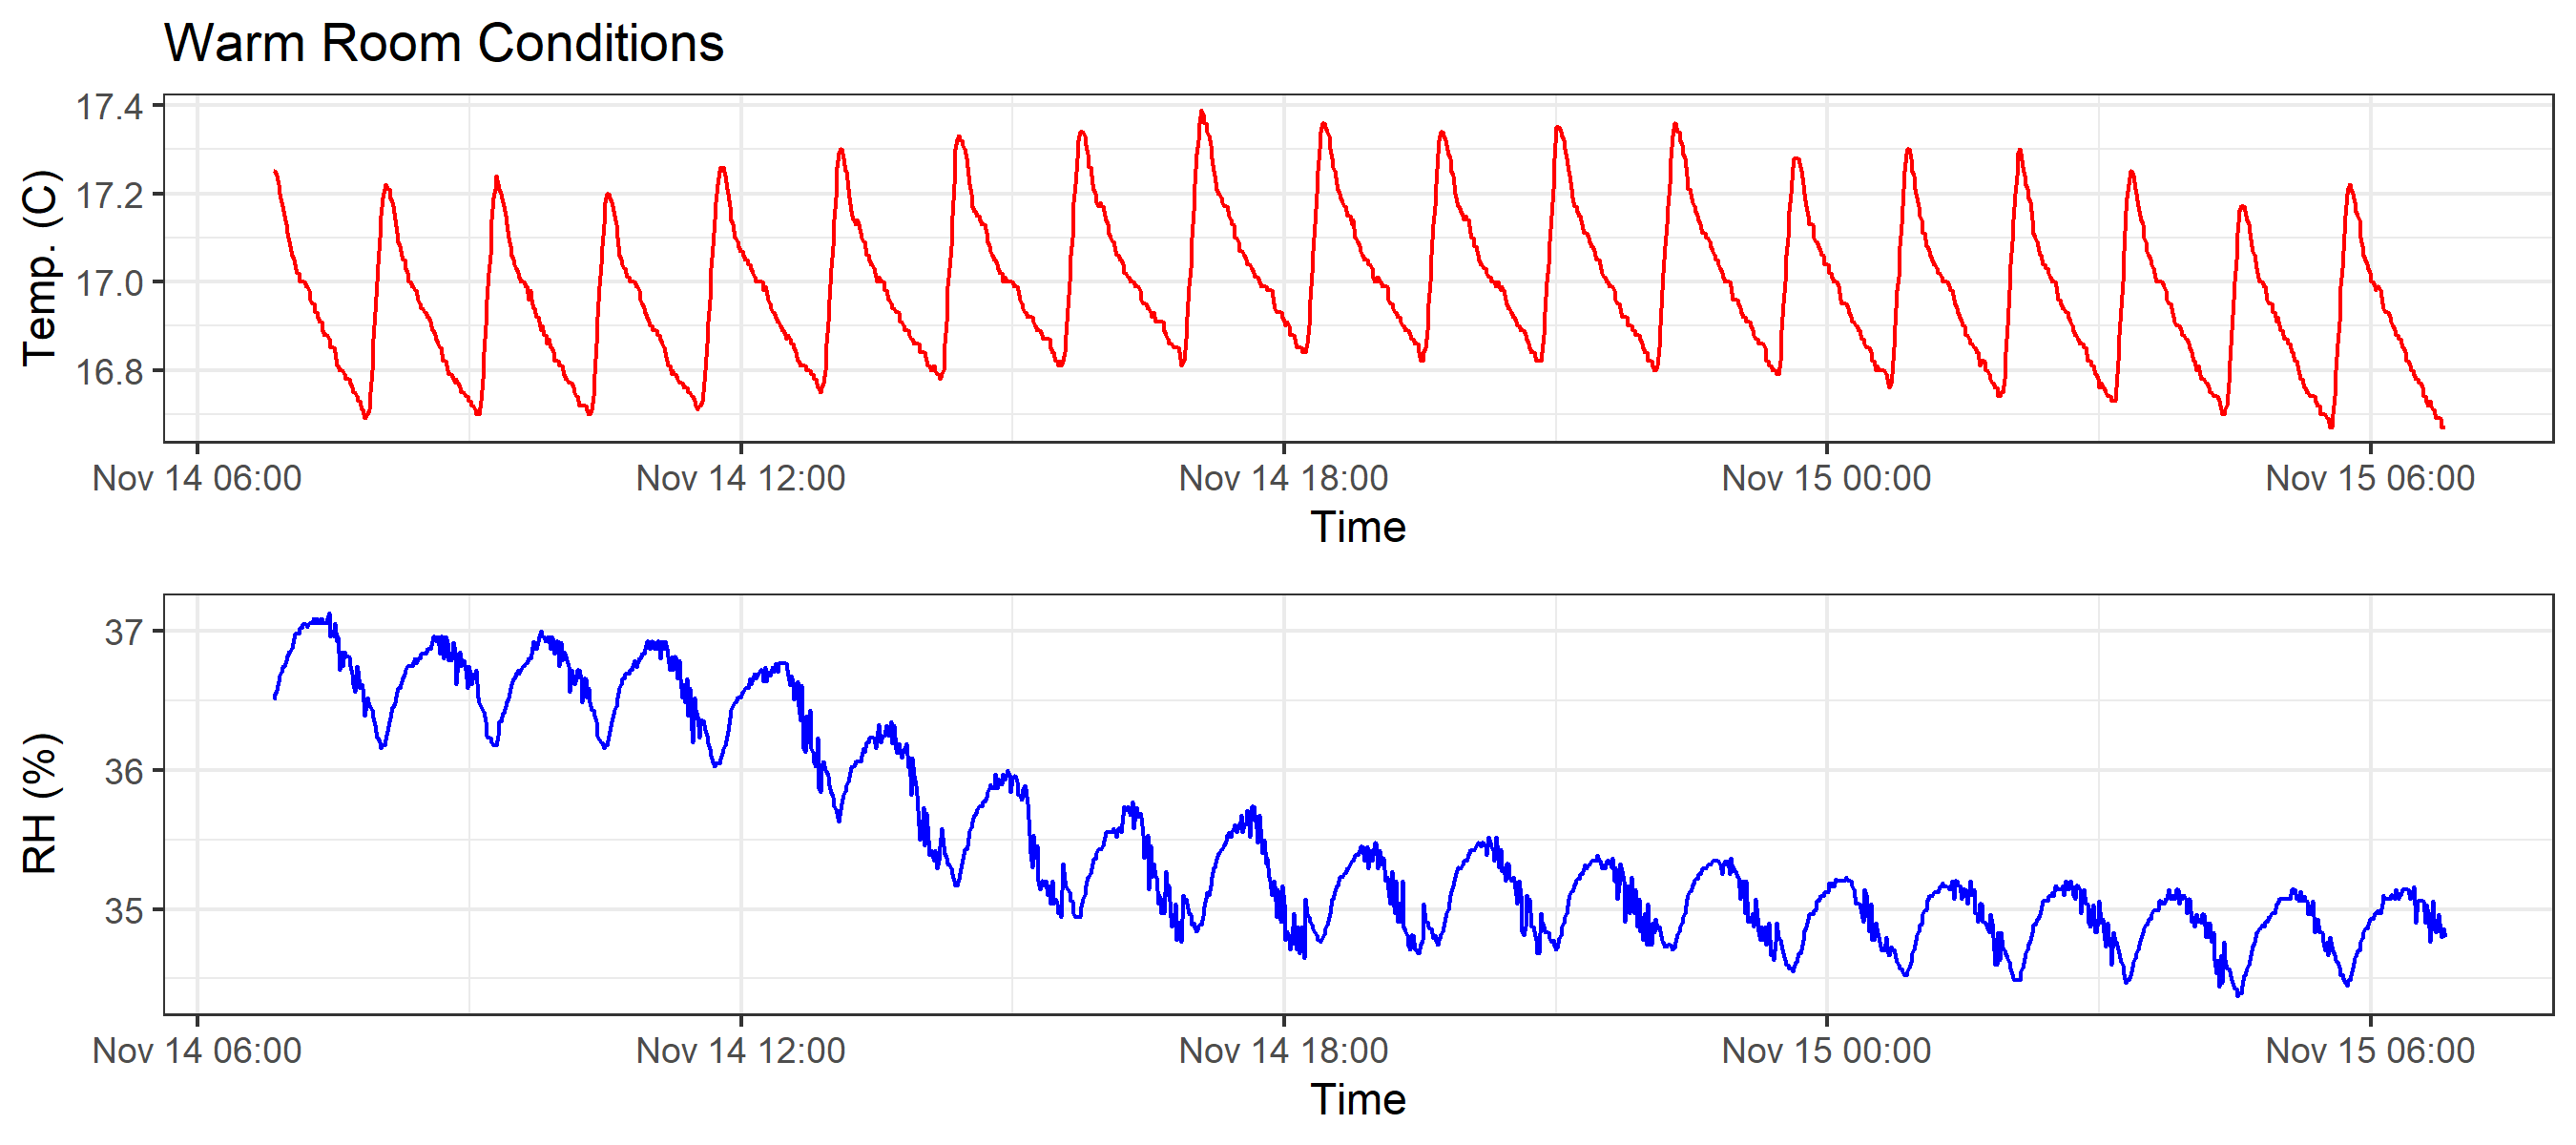 Warm Room Conditions
17.4
17.2
17.0
16.8
Temp. (C)
Nov 14 06:00 Nov 14 12:00 Nov 14 18:00 Nov 15 00:00 Nov 15 06:00
Time
37
36
35
RH (%)
Nov 14 06:00 Nov 14 12:00 Nov 14 18:00 Nov 15 00:00 Nov 15 06:00
Time